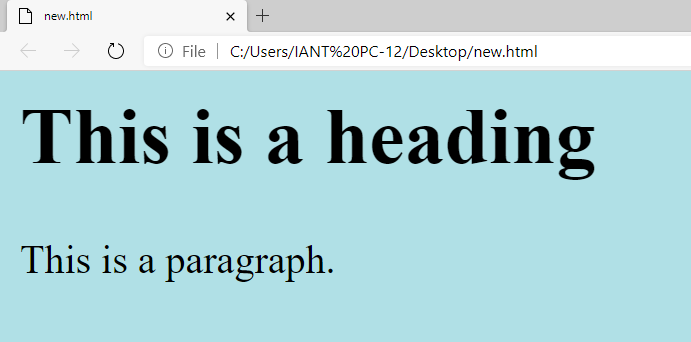 new.html
File C:/Users/IANT%20PC-12/Desktop/new.html
This is a heading
This is a paragraph.